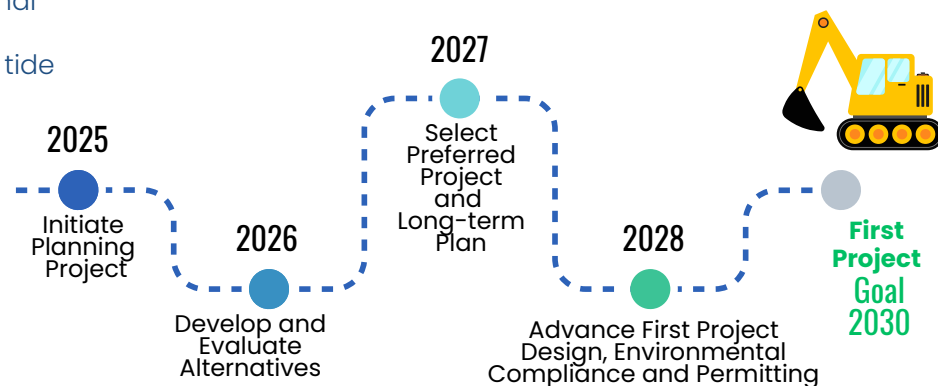 tide
2025
Initiate
Planning
Project
2026
Develop and
Evaluate
Alternatives
2027
Select
Preferred
Project
and
Long-term
Plan
2028
Advance First Project
Design, Environmental
Compliance and Permitting
First
Project
Goal
2030